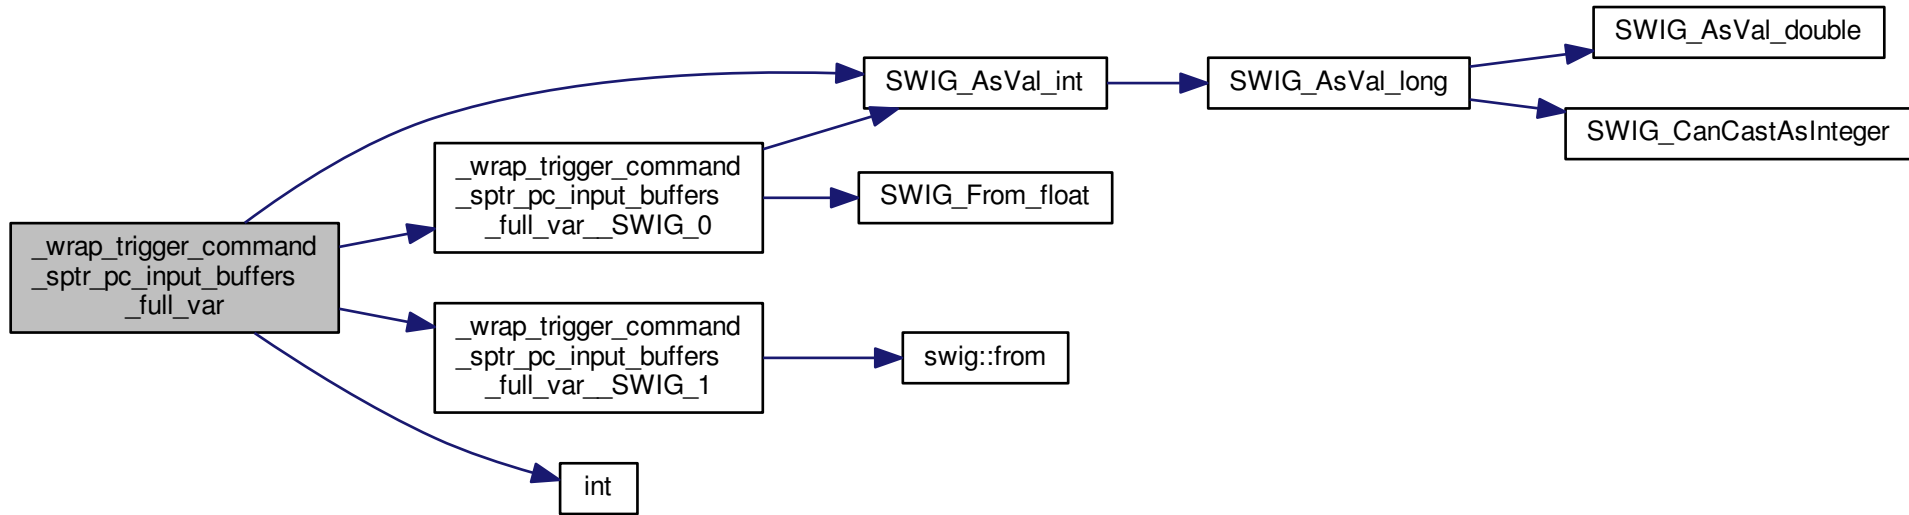 _wrap_trigger_command
_sptr_pc_input_buffers
_full_var
_wrap_trigger_command
_sptr_pc_input_buffers
_full_var__SWIG_0
_wrap_trigger_command
_sptr_pc_input_buffers
_full_var__SWIG_1
int
SWIG_AsVal_int
SWIG_From_float
swig::from
SWIG_AsVal_long
SWIG_AsVal_double
SWIG_CanCastAsInteger